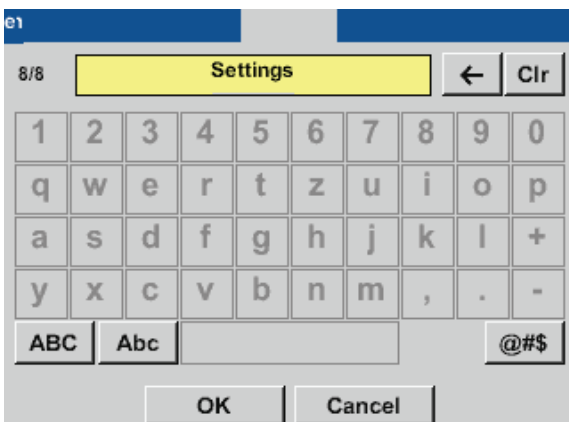 8/8 Settings ← Clr
1 2 3 4 5 6 7 8 9 0
q w e r t z u i o p
a s d f g h j k l +
y x c v b n m , . -
ABC Abc @#$
OK Cancel